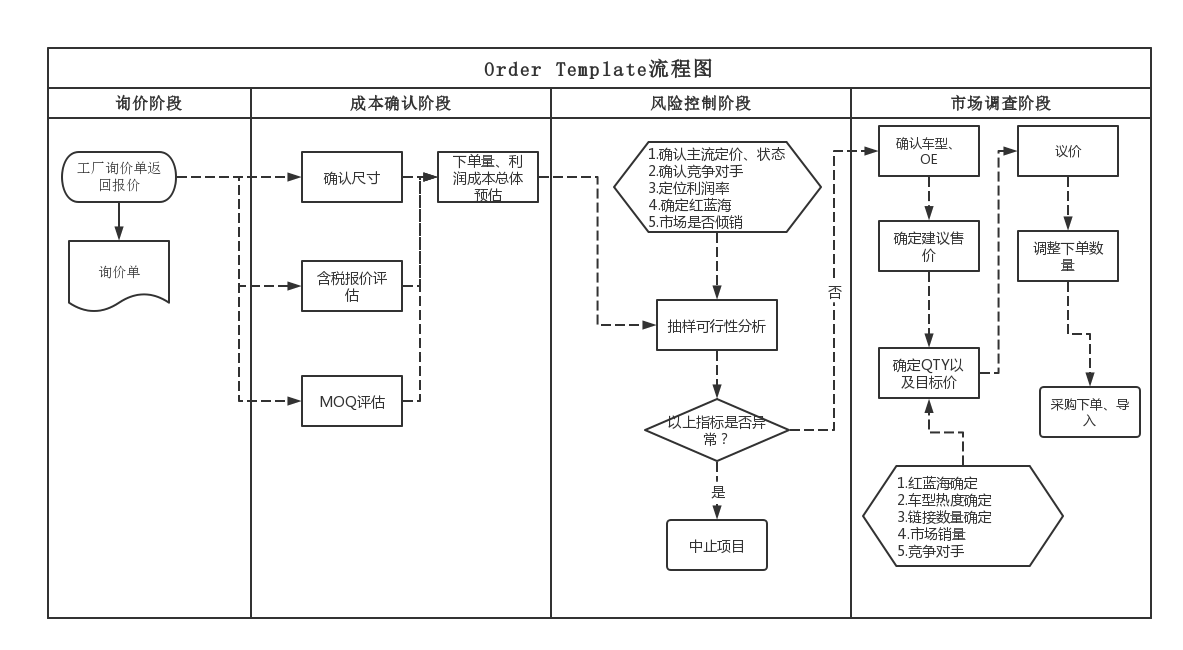 Order Template流程图
询价阶段
成本确认阶段
风险控制阶段
市场调查阶段
工厂询价单返
回报价
询价单
确认尺寸
下单量、利
润成本总体
预估
含税报价评
估
MOQ评估
1.确认主流定价、状态
2.确认竞争对手
3.定位利润率
4.确定红蓝海
5.市场是否倾销
抽样可行性分析
以上指标是否异
常？
是
中止项目
否
确认车型、
OE
确定建议售
价
确定QTY以
及目标价
1.红蓝海确定
2.车型热度确定
3.链接数量确定
4.市场销量
5.竞争对手
议价
调整下单数
量
采购下单、导
入